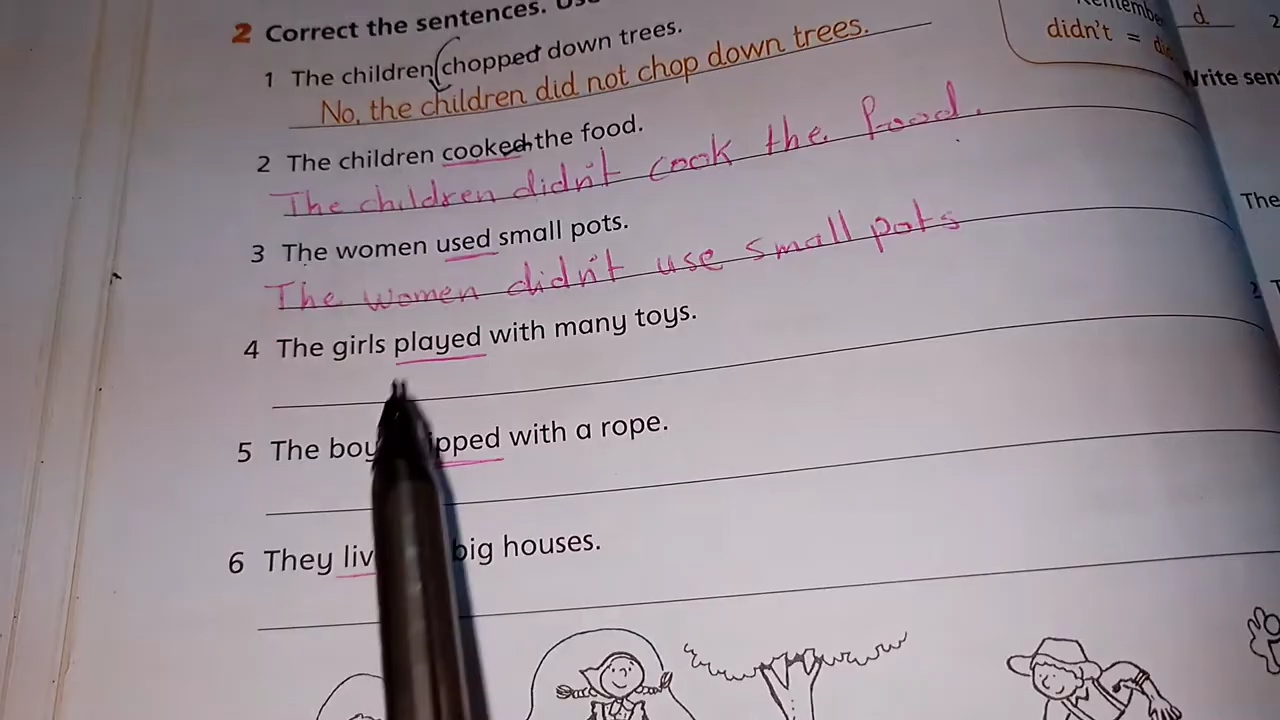 2 Correct the sentences.
didn't =
d
1 The children chopped down trees.
No, the children did not chop down trees.
Write sen
2 The children cooked the food.
The children didn't cook the food.
The
3 The women used small pots.
The women didn't use small pots
2 T
4 The girls played with many toys.
5 The boy pped with a rope.
6 They liv big houses.